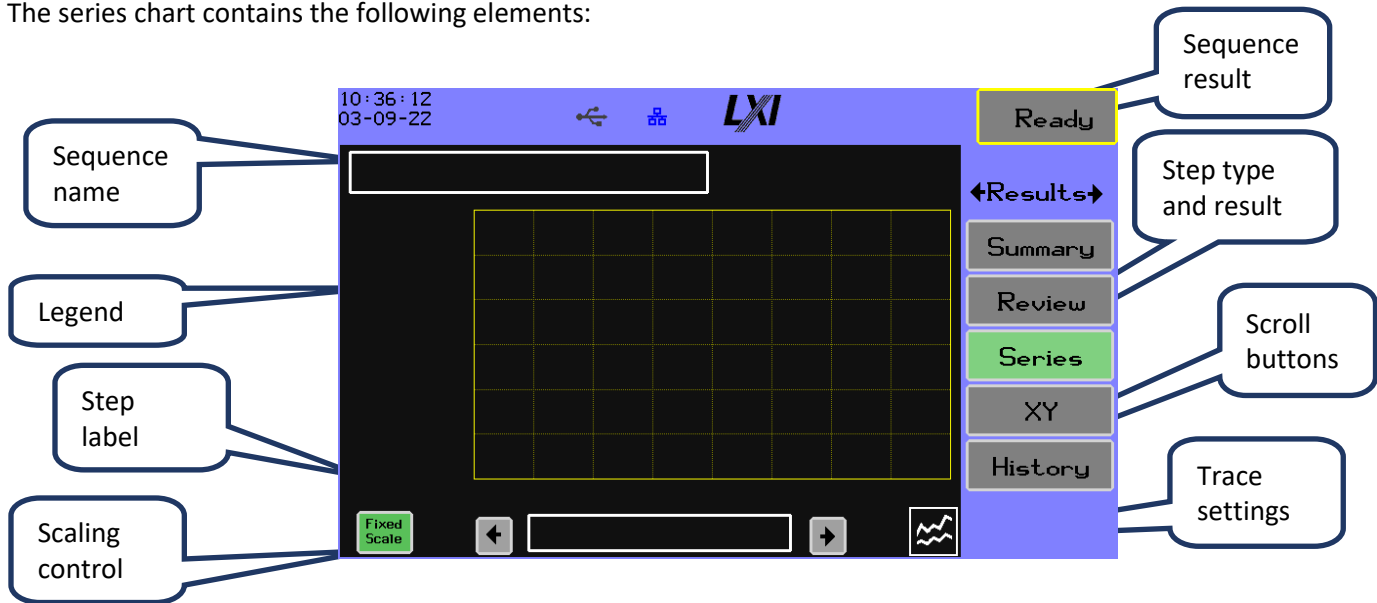 The series chart contains the following elements:
Sequence
result
10:36:12
03-09-22
LXI
Ready
Sequence
name
Step type
and result
←Results→
Summary
Review
Legend
Series
Scroll
buttons
Step
label
XY
History
Trace
settings
Fixed
Scale
Scaling
control